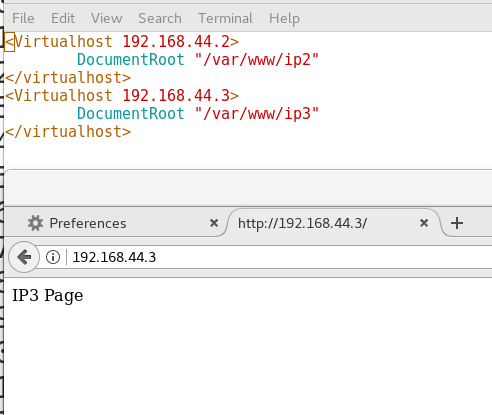 File Edit View Search Terminal Help
<Virtualhost 192.168.44.2>
        DocumentRoot "/var/www/ip2"
</virtualhost>
<Virtualhost 192.168.44.3>
        DocumentRoot "/var/www/ip3"
</virtualhost>
Preferences × http://192.168.44.3/ × +
192.168.44.3
IP3 Page